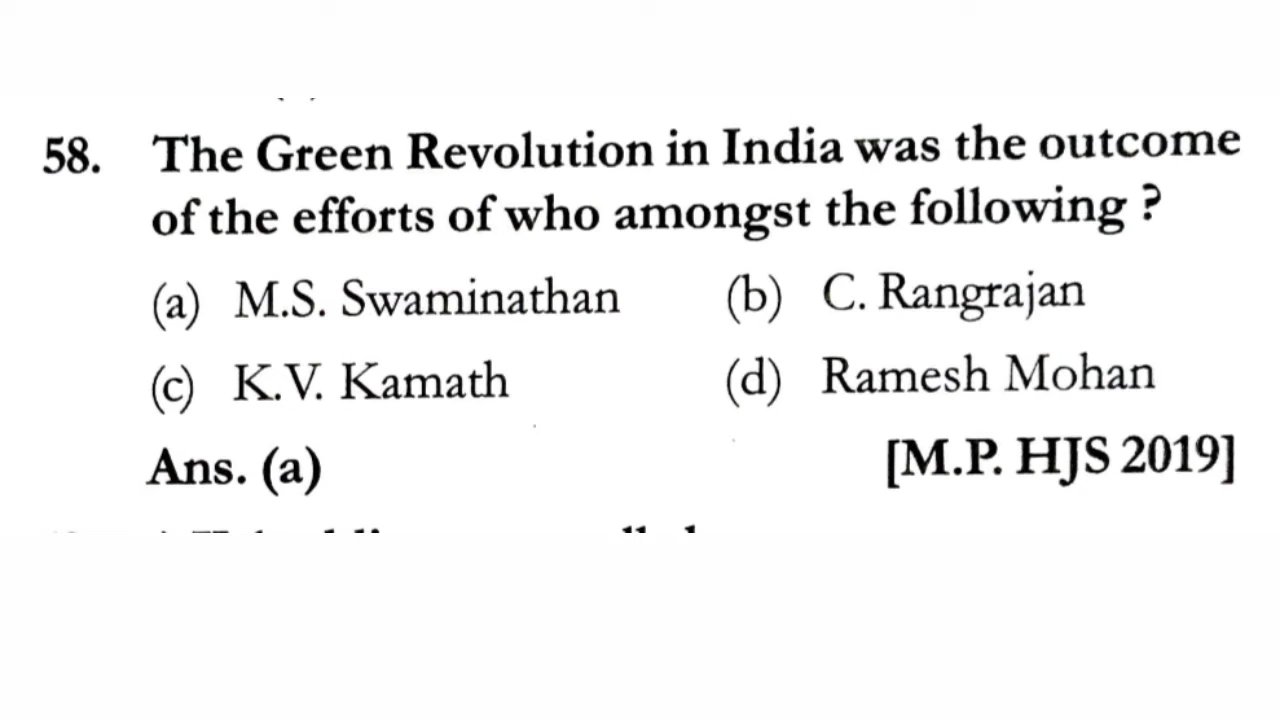 58. The Green Revolution in India was the outcome
of the efforts of who amongst the following ?
(a) M.S. Swaminathan (b) C. Rangrajan
(c) K.V. Kamath (d) Ramesh Mohan
Ans. (a) [M.P. HJS 2019]